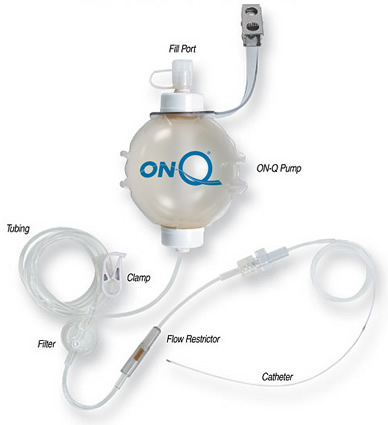 Fill Port
ON-Q®
ON-Q Pump
Tubing
Clamp
Filter
Flow Restrictor
Catheter